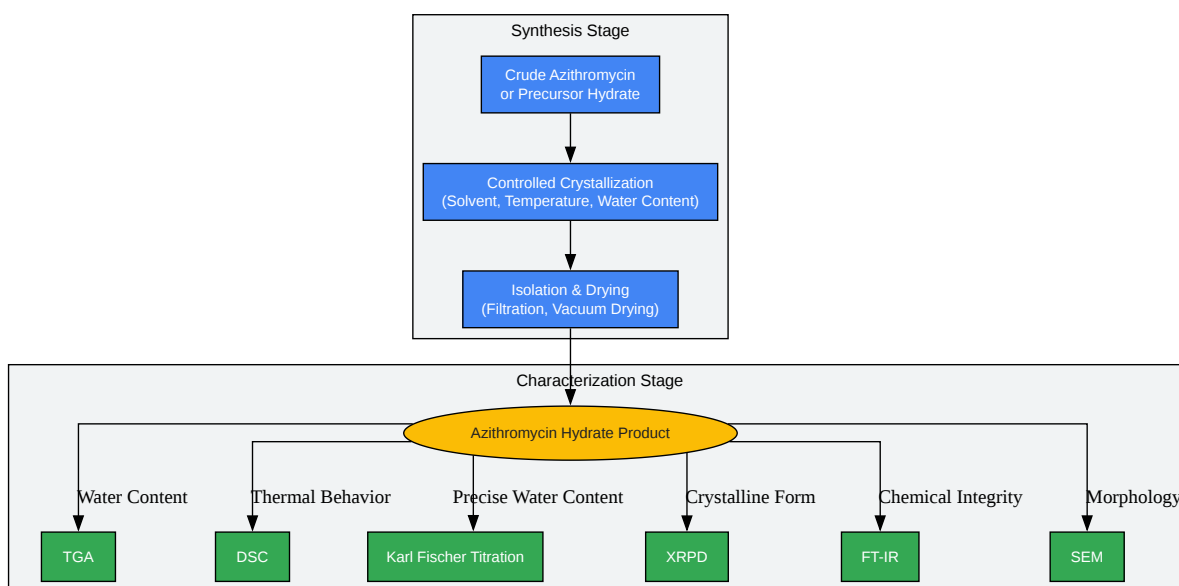 Synthesis Stage
Crude Azithromycin
or Precursor Hydrate
Controlled Crystallization
(Solvent, Temperature, Water Content)
Isolation & Drying
(Filtration, Vacuum Drying)
Characterization Stage
Azithromycin Hydrate Product
Water Content
Thermal Behavior
Precise Water Content
Crystalline Form
Chemical Integrity
Morphology
TGA
DSC
Karl Fischer Titration
XRPD
FT-IR
SEM